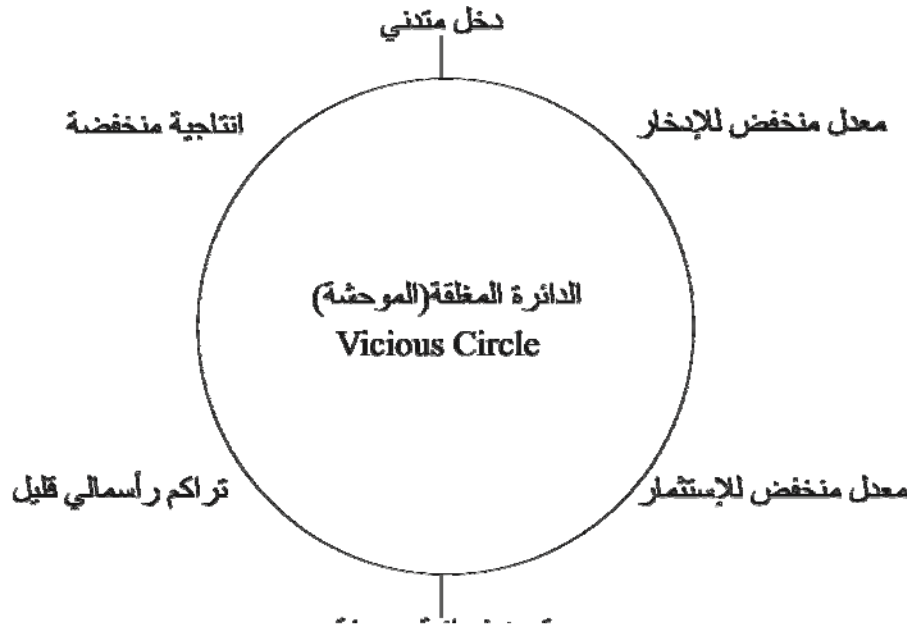 دخل متدني
انتاجية منخفضة
معدل منخفض للإدخار
الدائرة المغلقة(الموحشة)
Vicious Circle
تراكم رأسمالي قليل
معدل منخفض للإستثمار